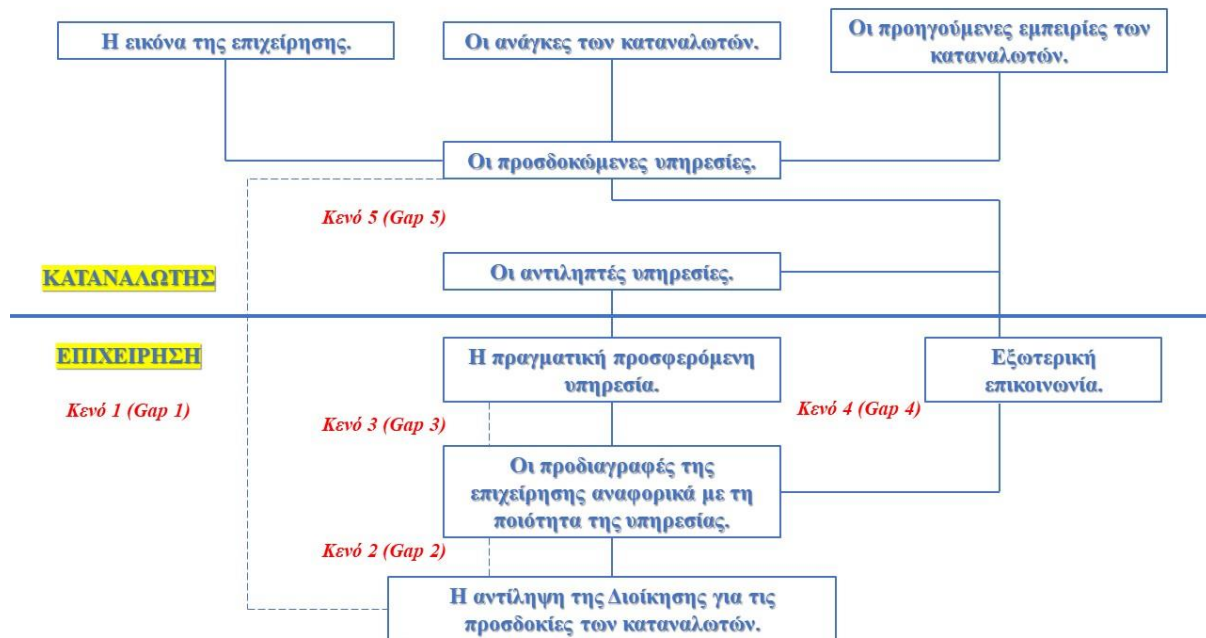 Η εικόνα της επιχείρησης.
Οι ανάγκες των καταναλωτών.
Οι προηγούμενες εμπειρίες των
καταναλωτών.
Οι προσδοκώμενες υπηρεσίες.
Κενό 5 (Gap 5)
Οι αντιληπτές υπηρεσίες.
ΚΑΤΑΝΑΛΩΤΗΣ
ΕΠΙΧΕΙΡΗΣΗ
Η πραγματική προσφερόμενη
υπηρεσία.
Εξωτερική
επικοινωνία.
Κενό 1 (Gap 1)
Κενό 3 (Gap 3)
Κενό 4 (Gap 4)
Οι προδιαγραφές της
επιχείρησης αναφορικά με τη
ποιότητα της υπηρεσίας.
Κενό 2 (Gap 2)
Η αντίληψη της Διοίκησης για τις
προσδοκίες των καταναλωτών.